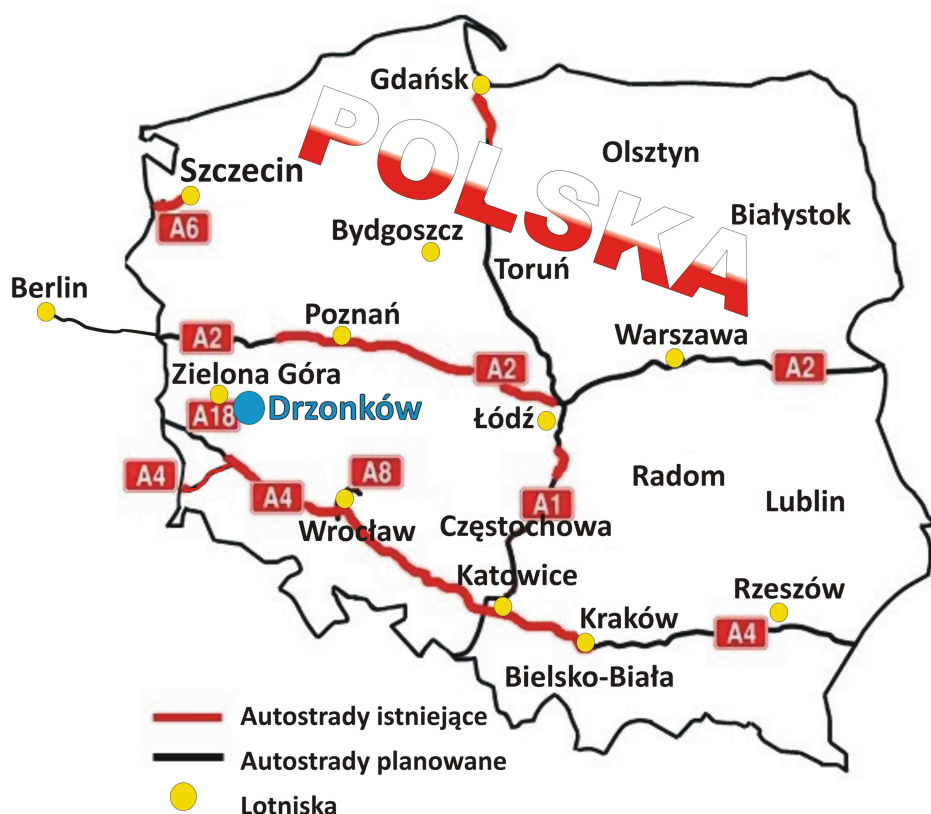 Gdańsk
POLSKA
Olsztyn
Szczecin
Białystok
A6
Bydgoszcz
Toruń
Berlin
Poznań
Warszawa
A2
A2
A2
Zielona Góra
A18
Drzonków
Łódź
A4
A8
Radom
A4
A1
Lublin
Wrocław
Częstochowa
Katowice
Rzeszów
Kraków
A4
Bielsko-Biała
Autostrady istniejące
Autostrady planowane
Lotniska